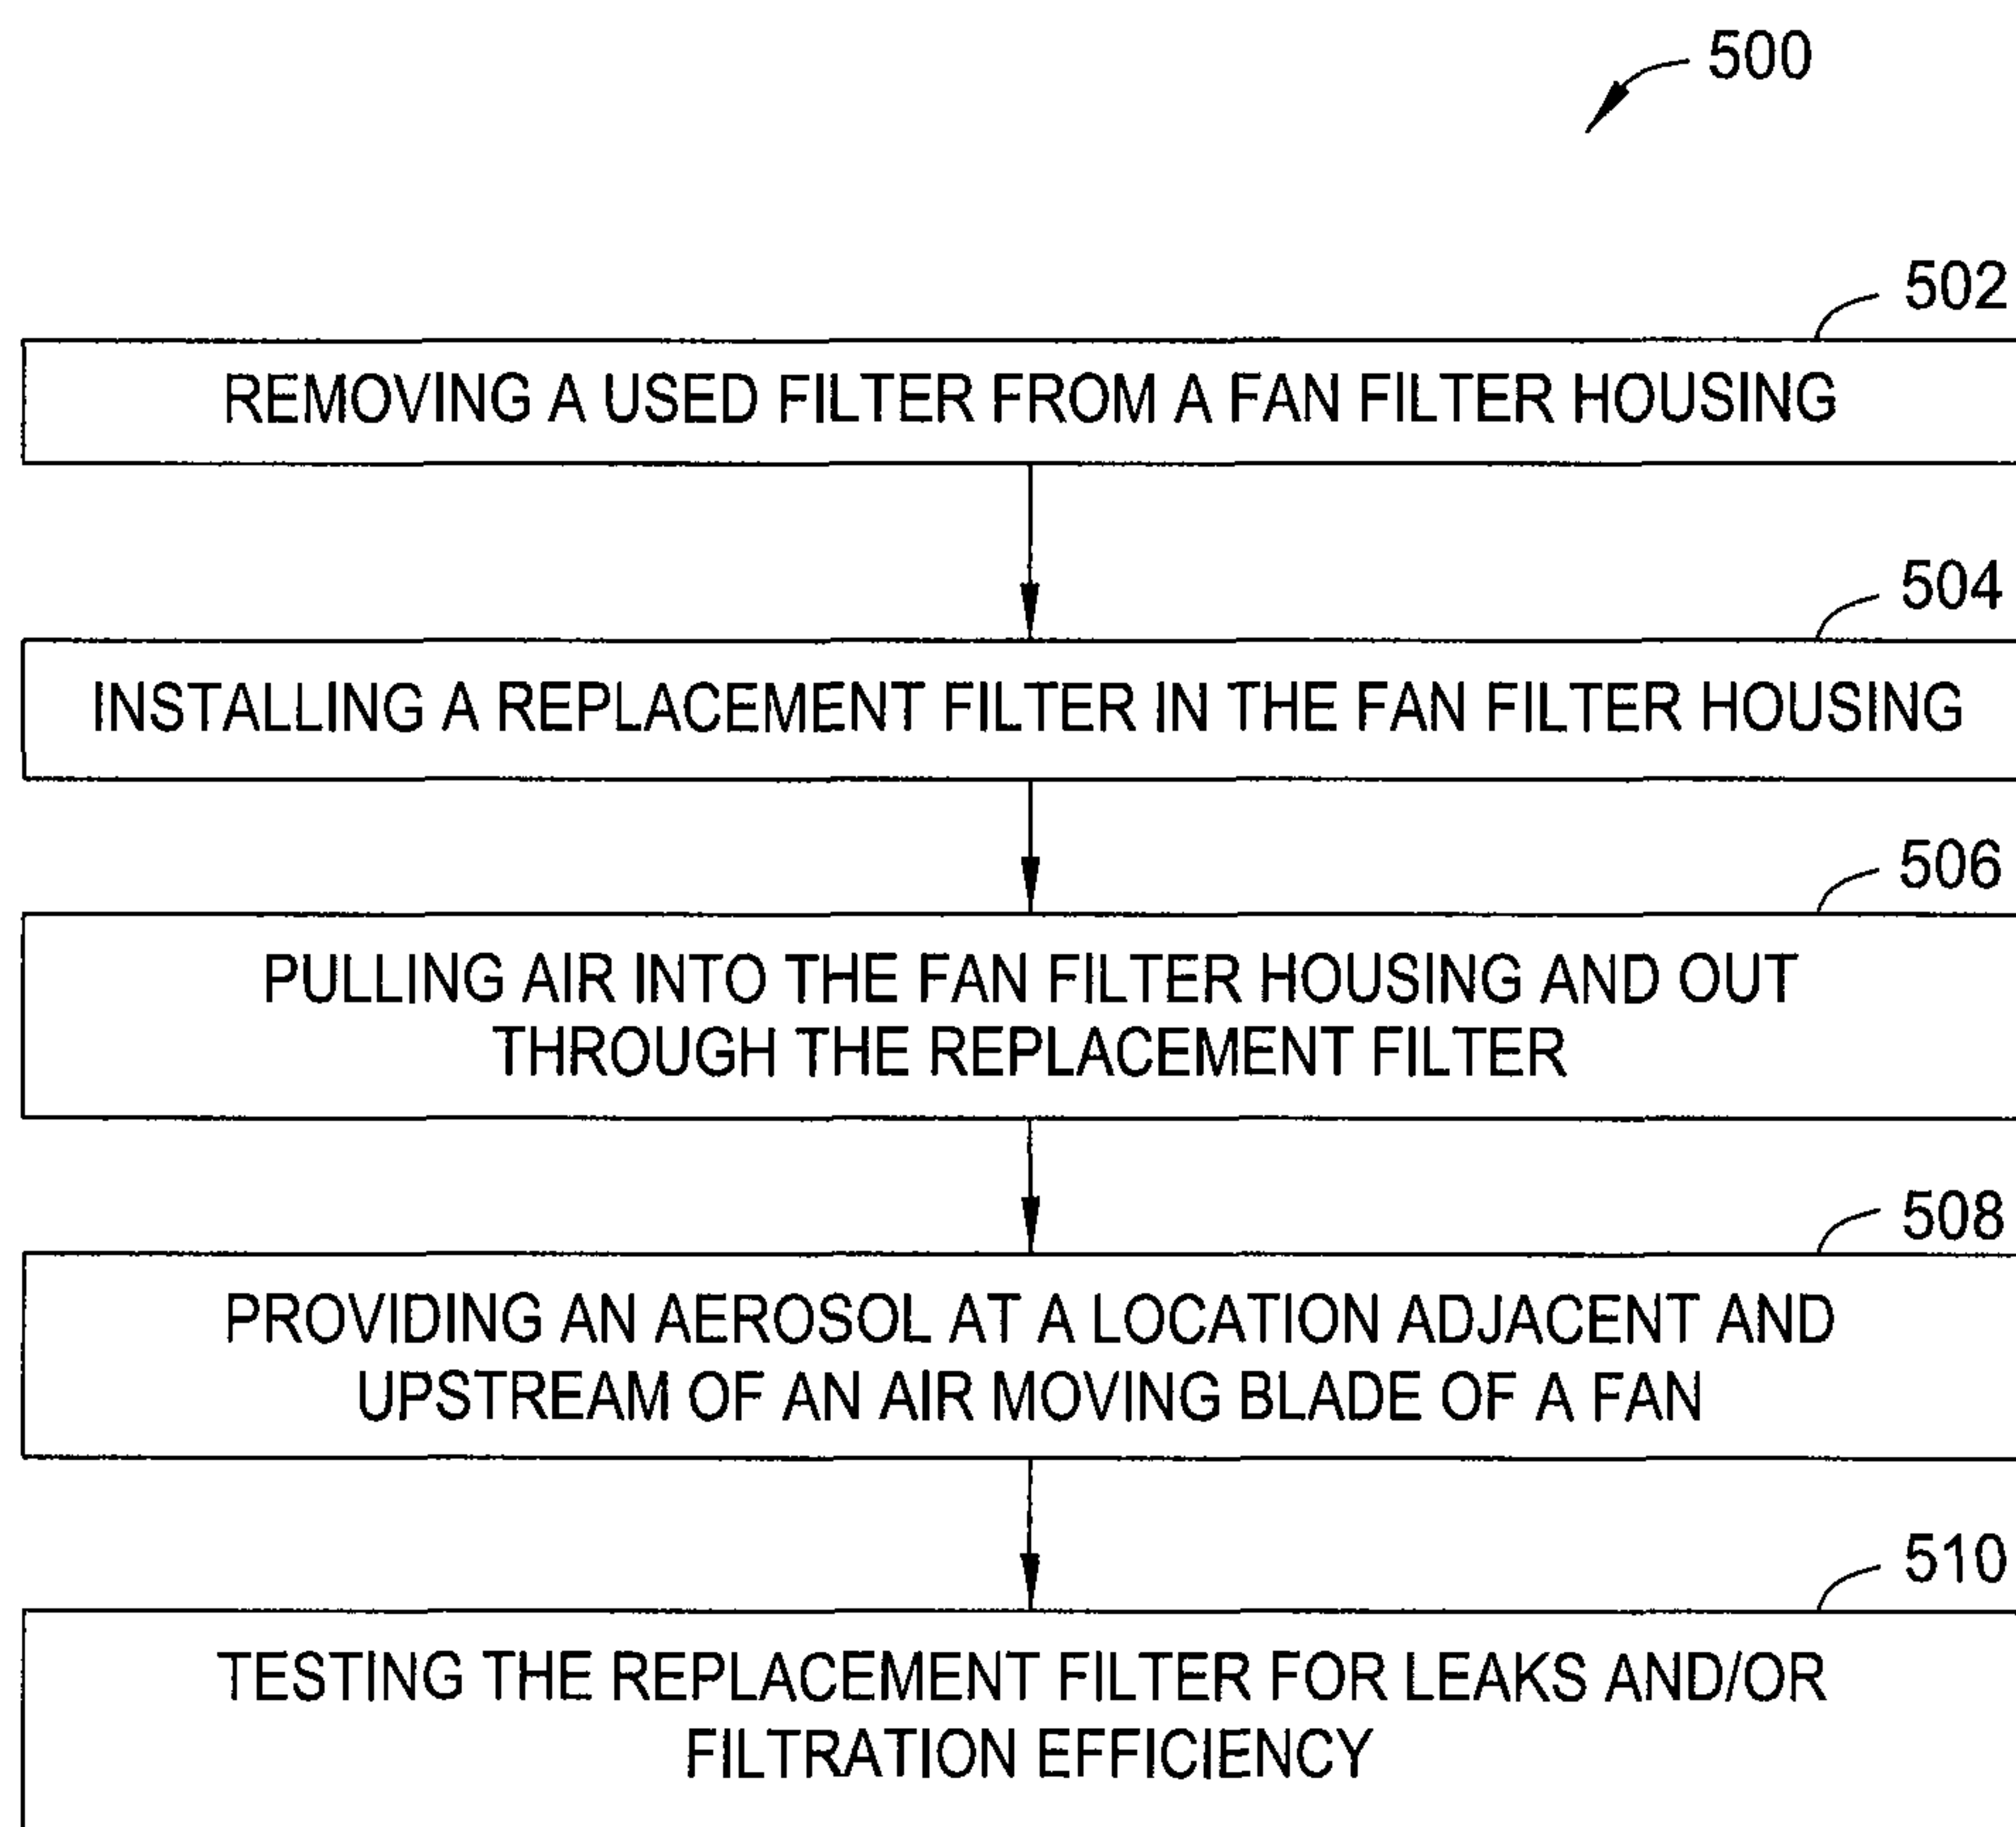 500
502
REMOVING A USED FILTER FROM A FAN FILTER HOUSING
504
INSTALLING A REPLACEMENT FILTER IN THE FAN FILTER HOUSING
506
PULLING AIR INTO THE FAN FILTER HOUSING AND OUT
THROUGH THE REPLACEMENT FILTER
508
PROVIDING AN AEROSOL AT A LOCATION ADJACENT AND
UPSTREAM OF AN AIR MOVING BLADE OF A FAN
510
TESTING THE REPLACEMENT FILTER FOR LEAKS AND/OR
FILTRATION EFFICIENCY